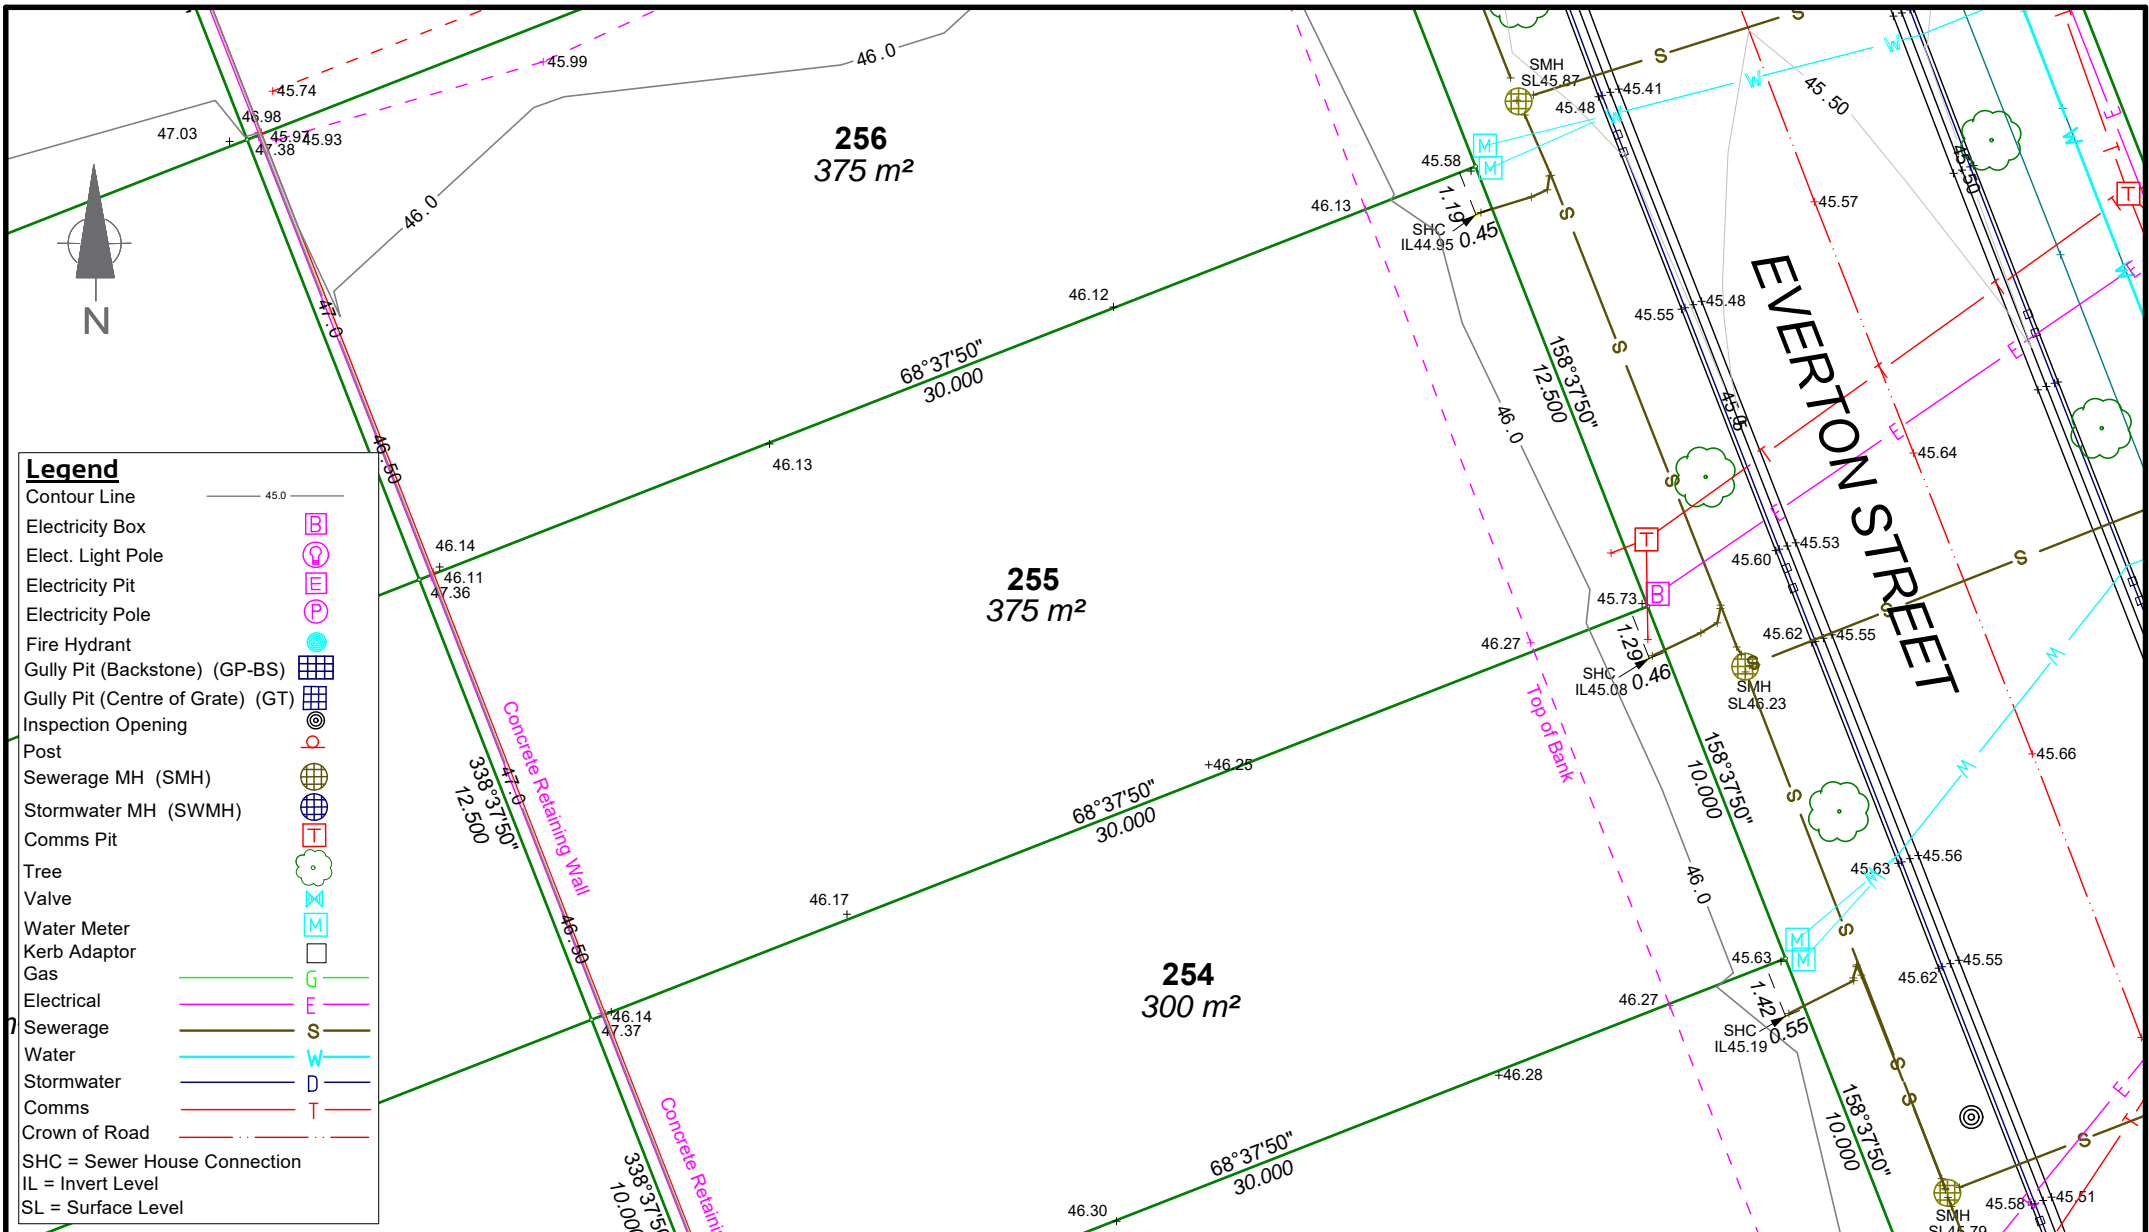 46.0
45.99
45.74
46.98
47.03
45.97
45.93
47.38
256
375 m²
46.0
SMH
SL45.87
45.48
45.41
45.50
45.50
45.58
46.13
1.19
SHC
IL44.95
0.45
45.57
N
47.0
46.12
45.55
45.48
EVERTON STREET
68°37'50"
30.000
158°37'50"
12.500
46.0
46.50
46.13
45.64
46.14
46.11
47.36
255
375 m²
45.60
45.53
45.73
46.27
1.29
SHC
IL45.08
0.46
45.62
45.55
SMH
SL46.23
Top of Bank
Concrete Retaining Wall
47.0
338°37'50"
12.500
46.25
68°37'50"
30.000
158°37'50"
10.000
45.66
46.0
45.63
45.56
46.17
46.50
46.14
47.37
254
300 m²
45.63
46.27
1.42
SHC
IL45.19
0.55
45.62
45.55
46.28
158°37'50"
10.000
68°37'50"
30.000
46.30
45.58
45.51
SMH
SL45.79
Concrete Retaini
338°37'50
10.000
Legend
Contour Line 45.0
Electricity Box B
Elect. Light Pole
Electricity Pit E
Electricity Pole P
Fire Hydrant
Gully Pit (Backstone) (GP-BS)
Gully Pit (Centre of Grate) (GT)
Inspection Opening
Post
Sewerage MH (SMH)
Stormwater MH (SWMH)
Comms Pit T
Tree
Valve
Water Meter M
Kerb Adaptor
Gas G
Electrical E
Sewerage S
Water W
Stormwater D
Comms T
Crown of Road
SHC = Sewer House Connection
IL = Invert Level
SL = Surface Level